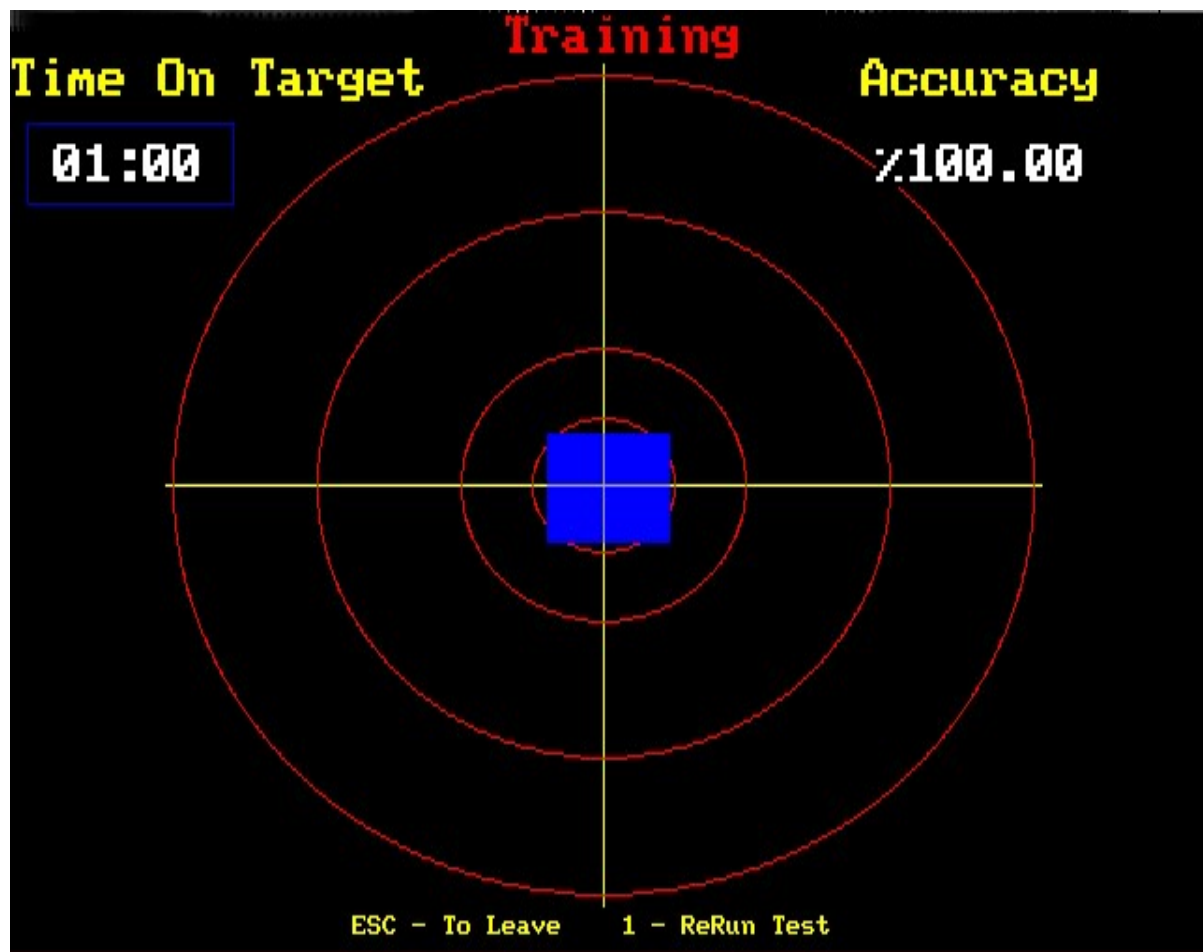 Training
Time On Target
Accuracy
01:00
%100.00
ESC - To Leave
1 - ReRun Test